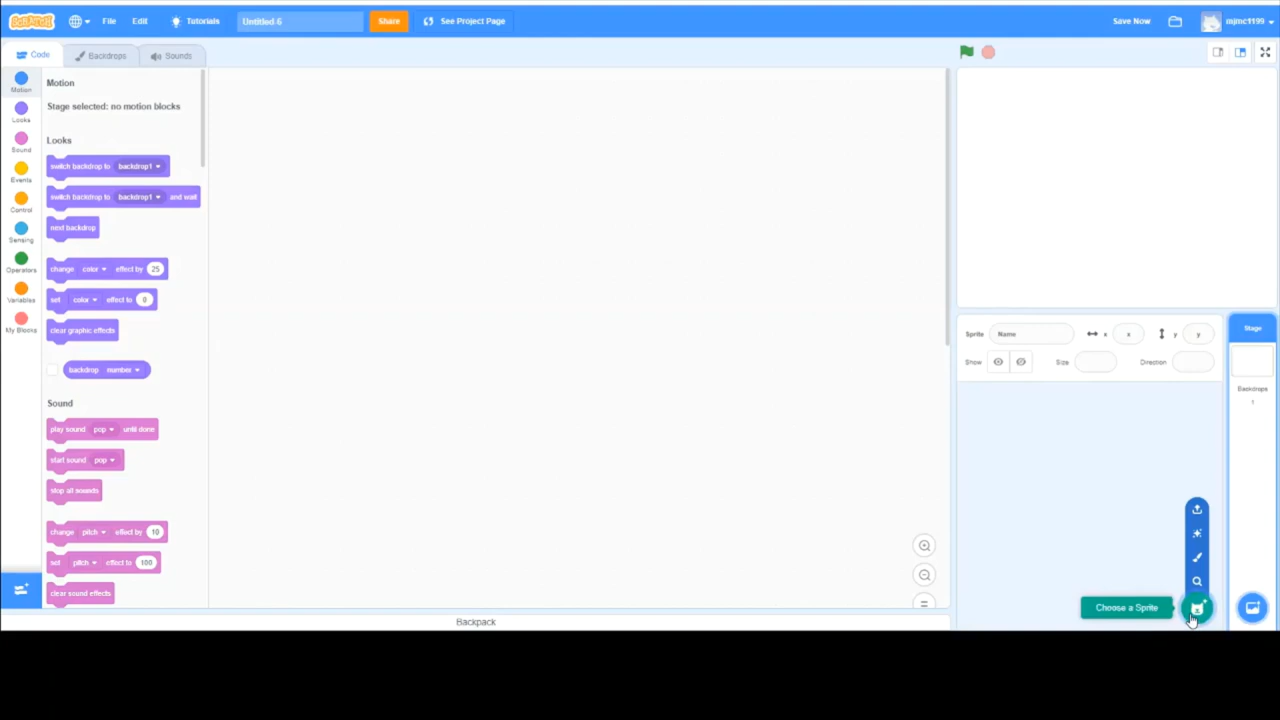 SCRATCH File Edit Tutorials Untitled-6 Share See Project Page Save Now mjmc1199
Code Backdrops Sounds
Motion
Looks
Sound
Events
Control
Sensing
Operators
Variables
My Blocks
Motion
Stage selected: no motion blocks
Looks
switch backdrop to backdrop1
switch backdrop to backdrop1 and wait
next backdrop
change color effect by 25
set color effect to 0
clear graphic effects
backdrop number
Sound
play sound pop until done
start sound pop
stop all sounds
change pitch effect by 10
set pitch effect to 100
clear sound effects
Backpack
Sprite Name x x y y
Show Size Direction
Stage
Backdrops
1
Choose a Sprite